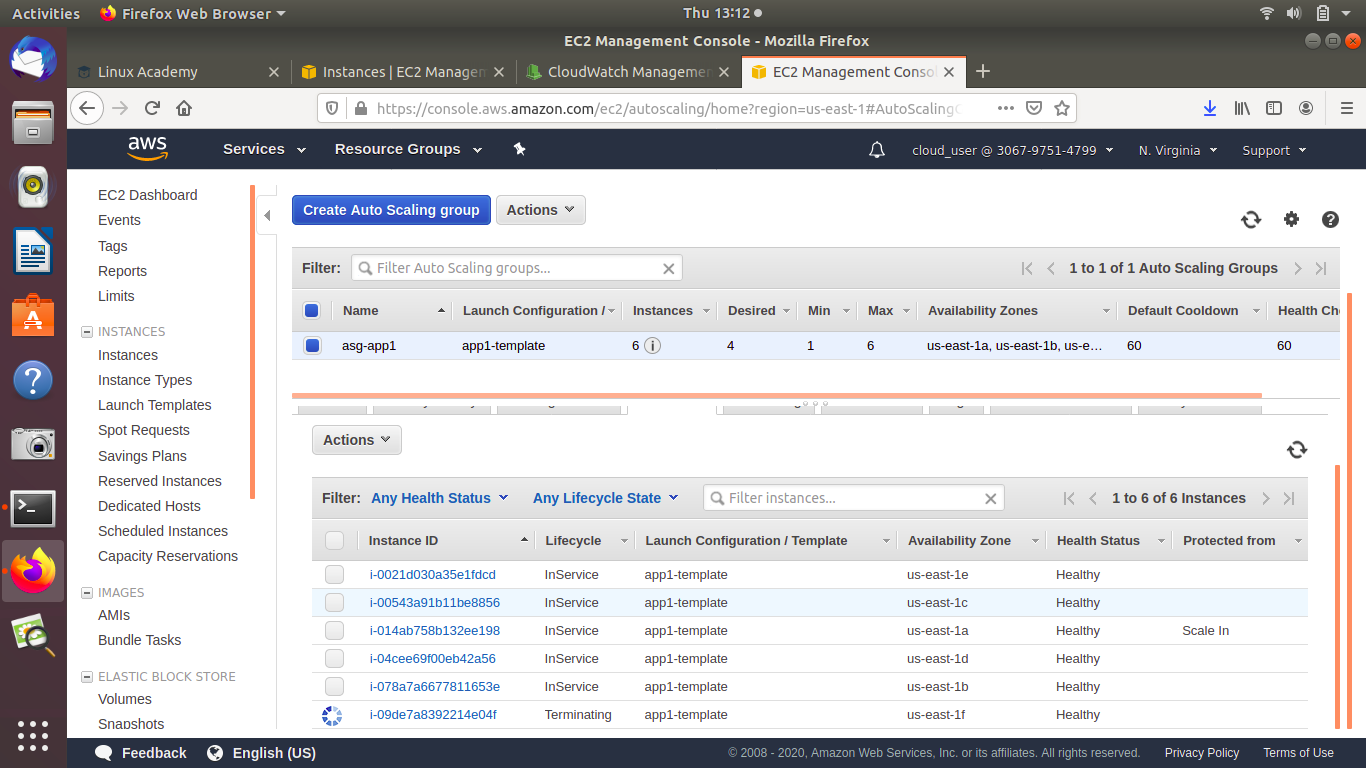 Activities Firefox Web Browser Thu 13:12
EC2 Management Console - Mozilla Firefox
Linux Academy Instances | EC2 Managem CloudWatch Managemen EC2 Management Conso
https://console.aws.amazon.com/ec2/autoscaling/home?region=us-east-1#AutoScalingG
aws Services Resource Groups cloud_user @ 3067-9751-4799 N. Virginia Support
EC2 Dashboard
Events
Tags
Reports
Limits
INSTANCES
Instances
Instance Types
Launch Templates
Spot Requests
Savings Plans
Reserved Instances
Dedicated Hosts
Scheduled Instances
Capacity Reservations
IMAGES
AMIs
Bundle Tasks
ELASTIC BLOCK STORE
Volumes
Snapshots
Create Auto Scaling group Actions
Filter: Filter Auto Scaling groups... 1 to 1 of 1 Auto Scaling Groups
Name Launch Configuration / Instances Desired Min Max Availability Zones Default Cooldown Health Che
asg-app1 app1-template 6 4 1 6 us-east-1a, us-east-1b, us-e... 60 60
Actions
Filter: Any Health Status Any Lifecycle State Filter instances... 1 to 6 of 6 Instances
Instance ID Lifecycle Launch Configuration / Template Availability Zone Health Status Protected from
i-0021d030a35e1fdcd InService app1-template us-east-1e Healthy
i-00543a91b11be8856 InService app1-template us-east-1c Healthy
i-014ab758b132ee198 InService app1-template us-east-1a Healthy Scale In
i-04cee69f00eb42a56 InService app1-template us-east-1d Healthy
i-078a7a6677811653e InService app1-template us-east-1b Healthy
i-09de7a8392214e04f Terminating app1-template us-east-1f Healthy
Feedback English (US) © 2008 - 2020, Amazon Web Services, Inc. or its affiliates. All rights reserved. Privacy Policy Terms of Use